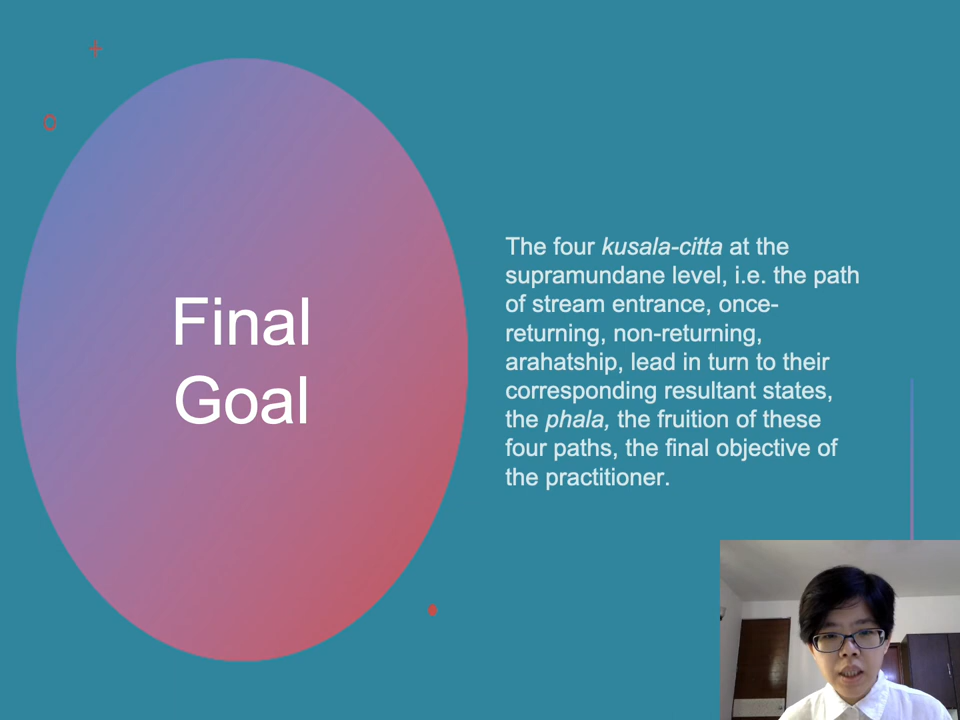 Final
Goal
The four kusala-citta at the
supramundane level, i.e. the path
of stream entrance, once-
returning, non-returning,
arahatship, lead in turn to their
corresponding resultant states,
the phala, the fruition of these
four paths, the final objective of
the practitioner.